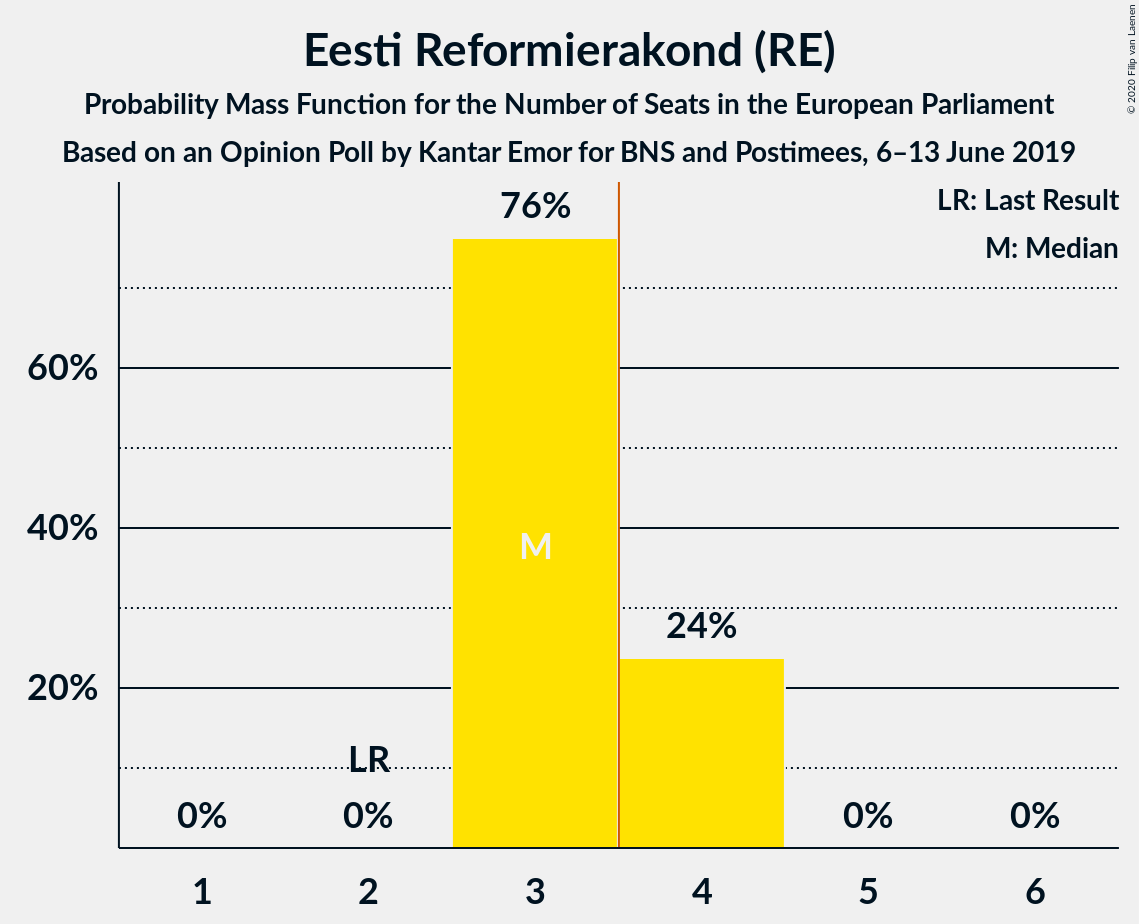 Eesti Reformierakond (RE)
Probability Mass Function for the Number of Seats in the European Parliament
Based on an Opinion Poll by Kantar Emor for BNS and Postimees, 6–13 June 2019
© 2020 Filip van Laenen
LR: Last Result
M: Median
76%
60%
40%
M
24%
20%
LR
0% 0% 0% 0%
1 2 3 4 5 6